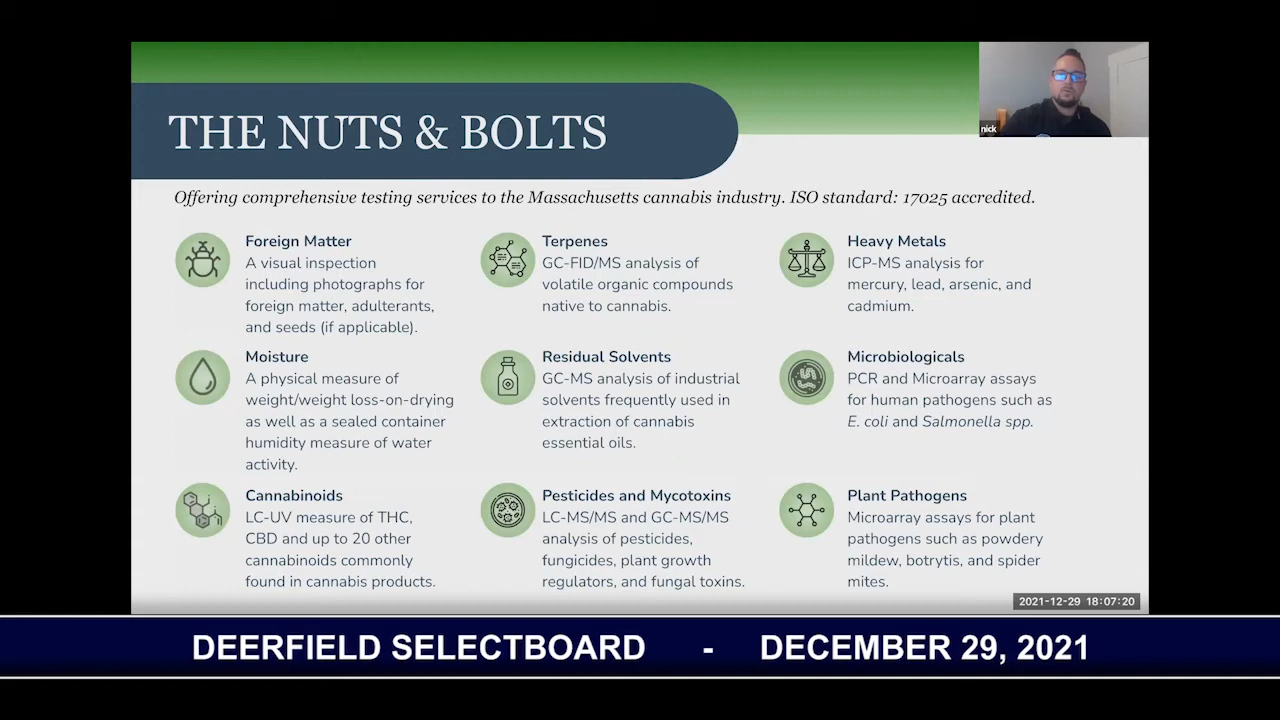 THE NUTS & BOLTS
nick
Offering comprehensive testing services to the Massachusetts cannabis industry. ISO standard: 17025 accredited.
Foreign Matter
A visual inspection
including photographs for
foreign matter, adulterants,
and seeds (if applicable).
Terpenes
GC-FID/MS analysis of
volatile organic compounds
native to cannabis.
Heavy Metals
ICP-MS analysis for
mercury, lead, arsenic, and
cadmium.
Moisture
A physical measure of
weight/weight loss-on-drying
as well as a sealed container
humidity measure of water
activity.
Residual Solvents
GC-MS analysis of industrial
solvents frequently used in
extraction of cannabis
essential oils.
Microbiologicals
PCR and Microarray assays
for human pathogens such as
E. coli and Salmonella spp.
Cannabinoids
LC-UV measure of THC,
CBD and up to 20 other
cannabinoids commonly
found in cannabis products.
Pesticides and Mycotoxins
LC-MS/MS and GC-MS/MS
analysis of pesticides,
fungicides, plant growth
regulators, and fungal toxins.
Plant Pathogens
Microarray assays for plant
pathogens such as powdery
mildew, botrytis, and spider
mites.
2021-12-29 18:07:20
DEERFIELD SELECTBOARD - DECEMBER 29, 2021